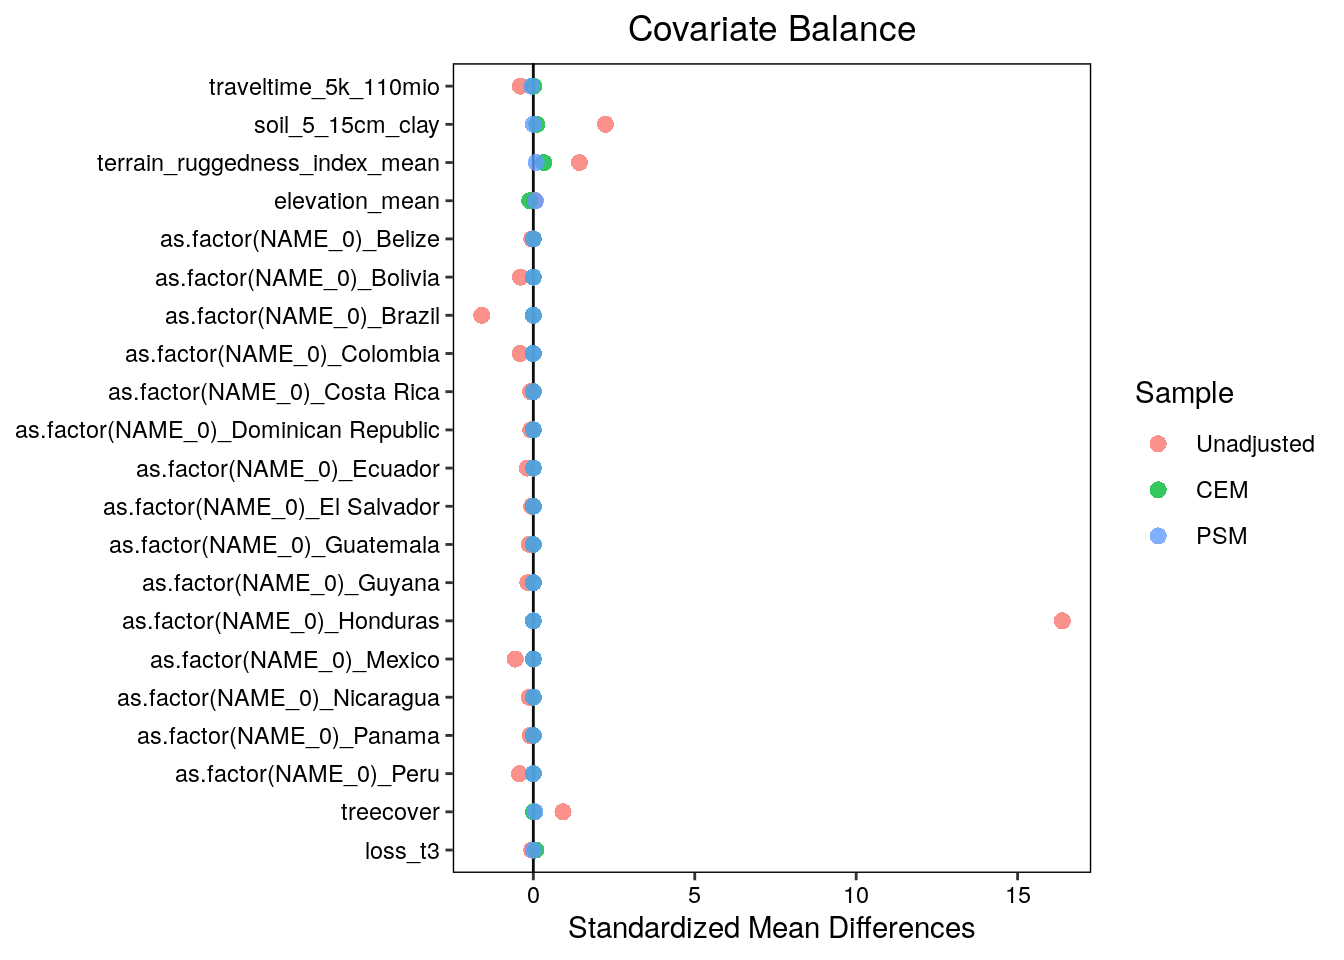 Covariate Balance
traveltime_5k_110mio
soil_5_15cm_clay
terrain_ruggedness_index_mean
elevation_mean
as.factor(NAME_0)_Belize
as.factor(NAME_0)_Bolivia
as.factor(NAME_0)_Brazil
as.factor(NAME_0)_Colombia
as.factor(NAME_0)_Costa Rica
as.factor(NAME_0)_Dominican Republic
as.factor(NAME_0)_Ecuador
as.factor(NAME_0)_El Salvador
as.factor(NAME_0)_Guatemala
as.factor(NAME_0)_Guyana
as.factor(NAME_0)_Honduras
as.factor(NAME_0)_Mexico
as.factor(NAME_0)_Nicaragua
as.factor(NAME_0)_Panama
as.factor(NAME_0)_Peru
treecover
loss_t3
0 5 10 15
Standardized Mean Differences
Sample
Unadjusted
CEM
PSM